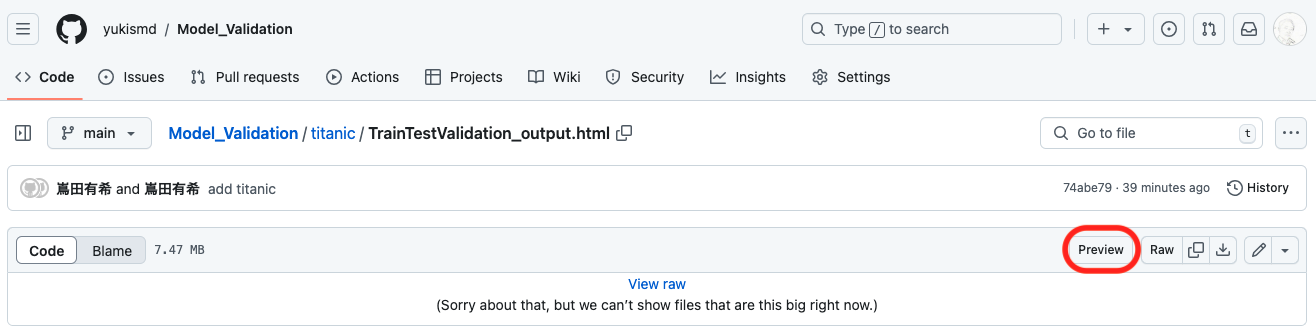 yukismd / Model_Validation
Type / to search
Code Issues Pull requests Actions Projects Wiki Security Insights Settings
main
Model_Validation / titanic / TrainTestValidation_output.html
Go to file t
嶌田有希 and 嶌田有希 add titanic
74abe79 · 39 minutes ago History
Code Blame 7.47 MB
Preview Raw
View raw
(Sorry about that, but we can’t show files that are this big right now.)